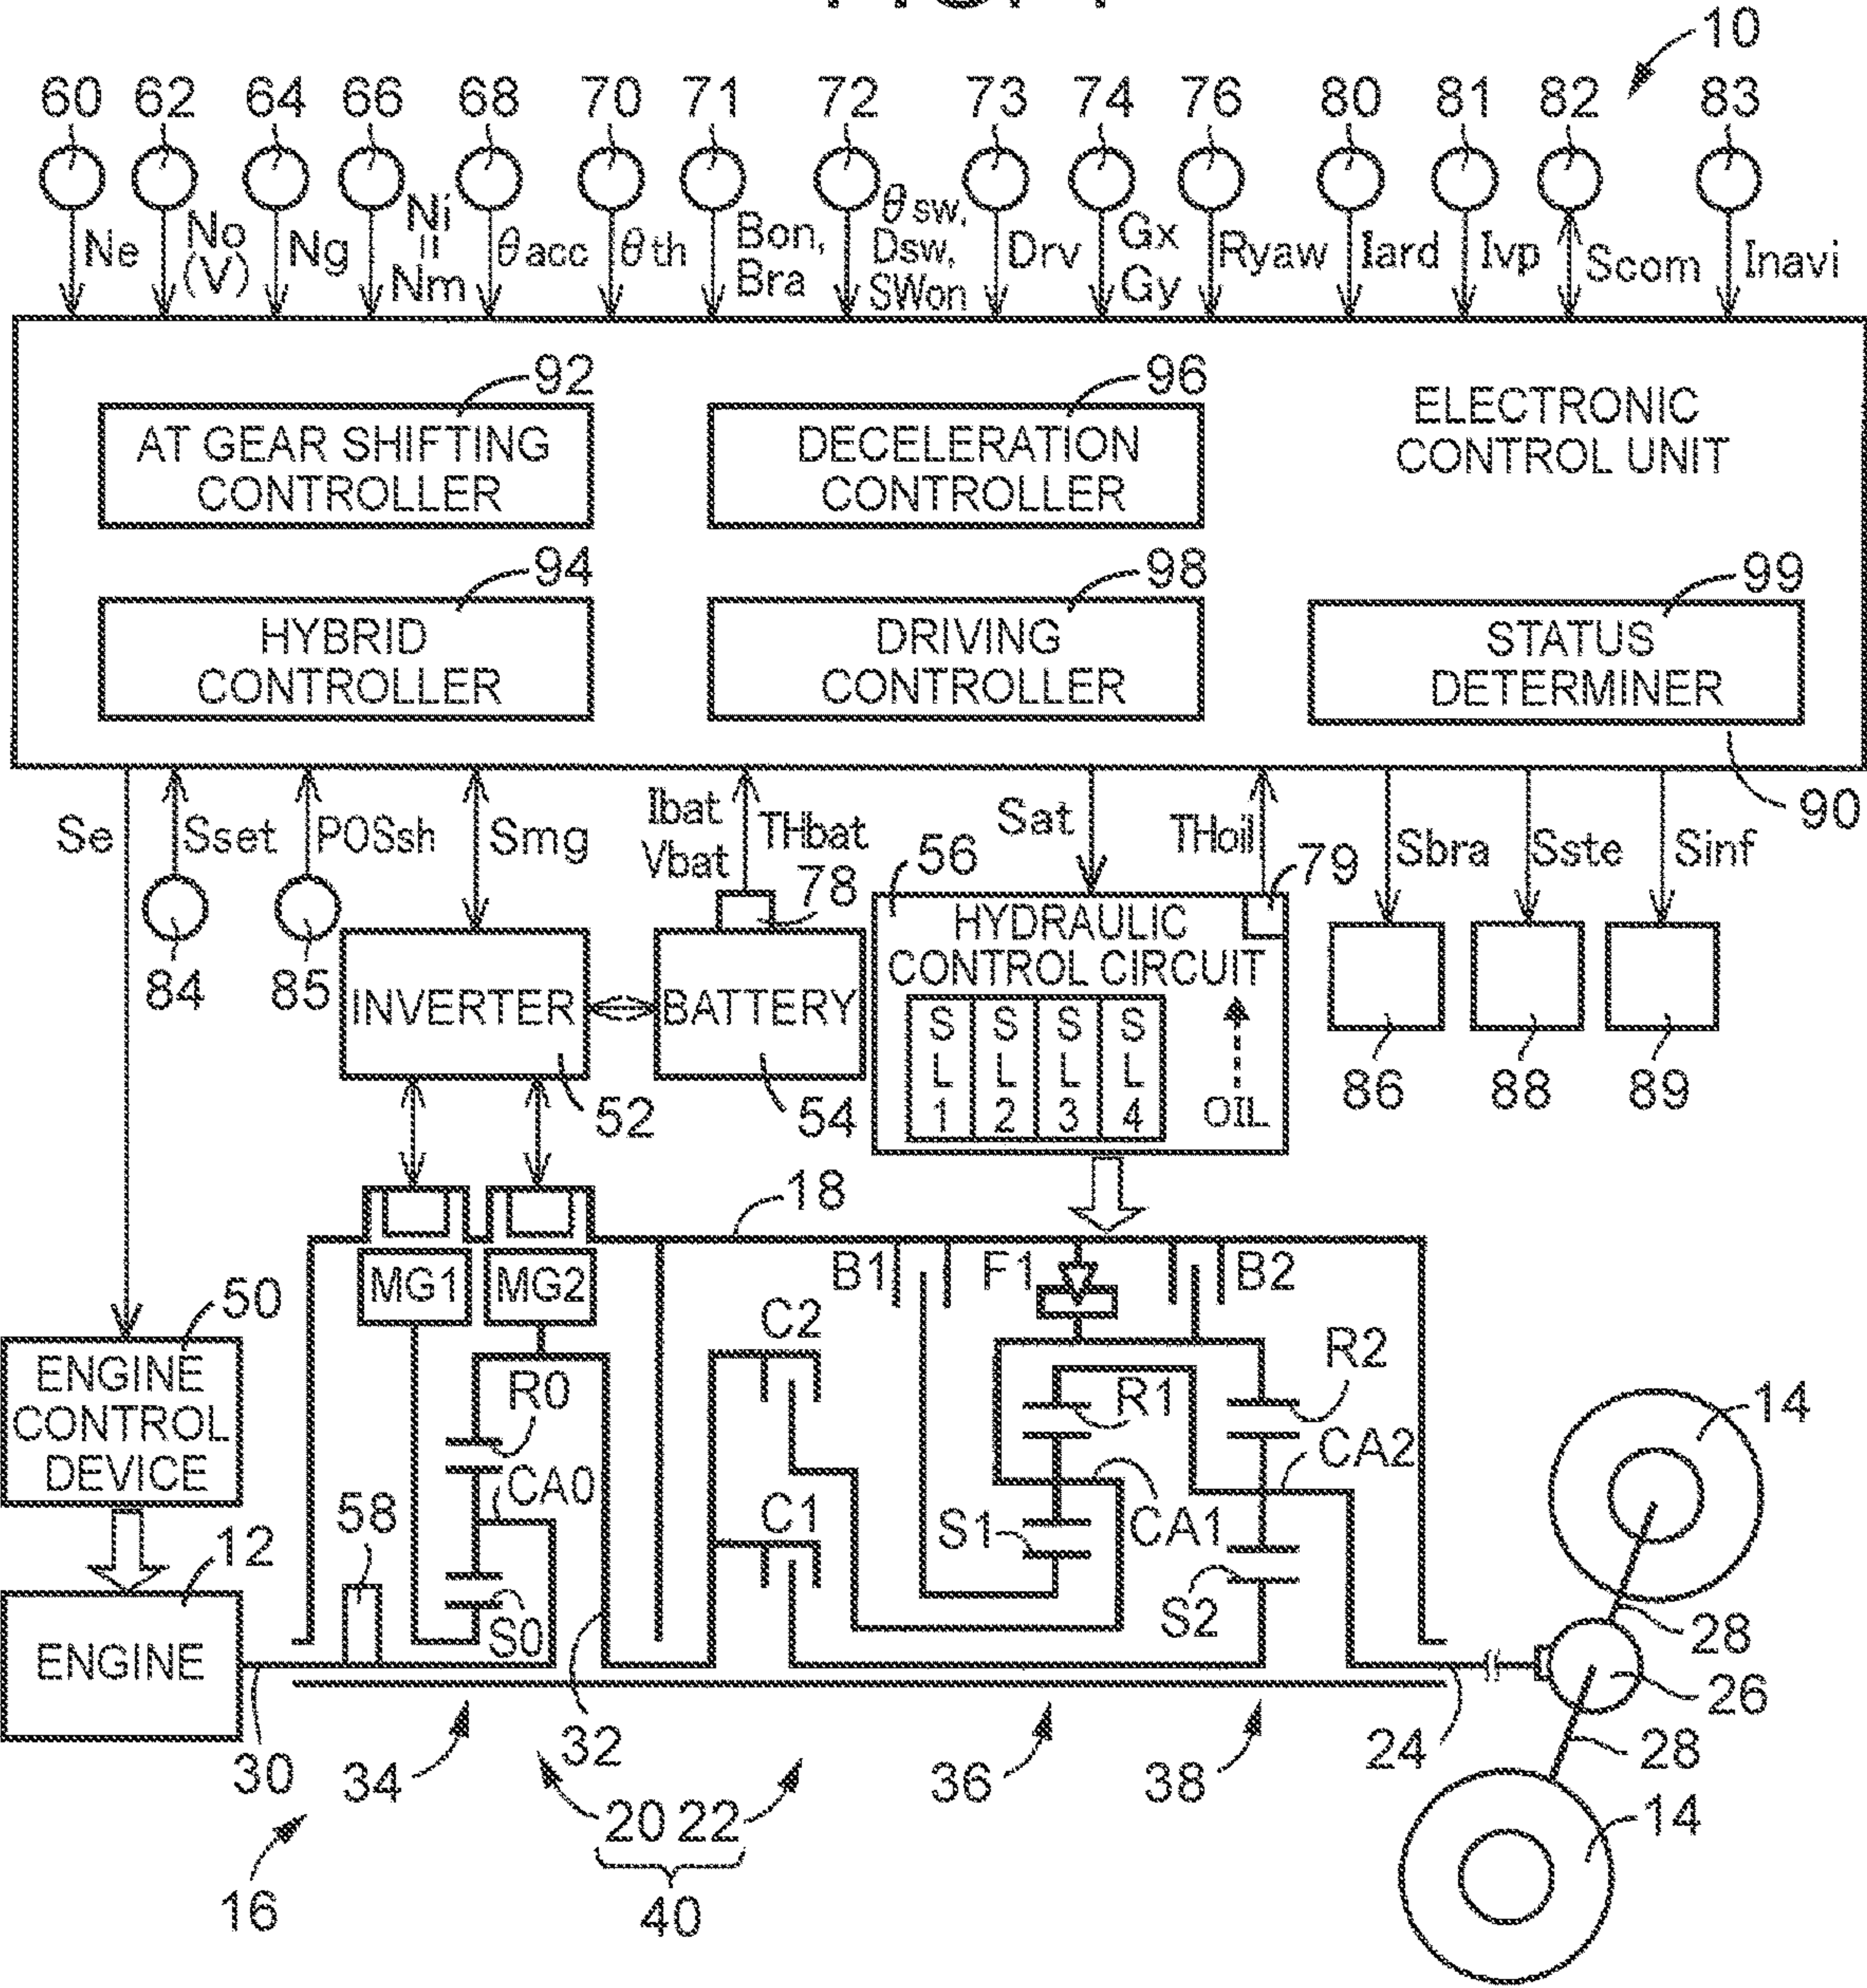 10
60 62 64 66 68 70 71 72 73 74 76 80 81 82 83
Ne
No
(V)
Ng
Ni
=
Nm
θacc
θth
Bon,
Bra
θsw,
Dsw,
SWon
Drv
Gx
Gy
Ryaw
Iard
Ivp
Scom
Inavi
92
AT GEAR SHIFTING
CONTROLLER
96
DECELERATION
CONTROLLER
ELECTRONIC
CONTROL UNIT
94
HYBRID
CONTROLLER
98
DRIVING
CONTROLLER
99
STATUS
DETERMINER
90
Se
Sset
POSsh
Smg
Ibat
Vbat
THbat
Sat
THoil
Sbra
Sste
Sinf
84
85
78
56
79
INVERTER
52
BATTERY
54
HYDRAULIC
CONTROL CIRCUIT
SL1
SL2
SL3
SL4
OIL
86
88
89
18
MG1
MG2
B1
F1
B2
50
ENGINE
CONTROL
DEVICE
C2
R0
R1
R2
CA0
CA2
14
58
C1
S1
CA1
12
ENGINE
S0
S2
28
26
30
34
32
36
38
24
28
20 22
14
16
40